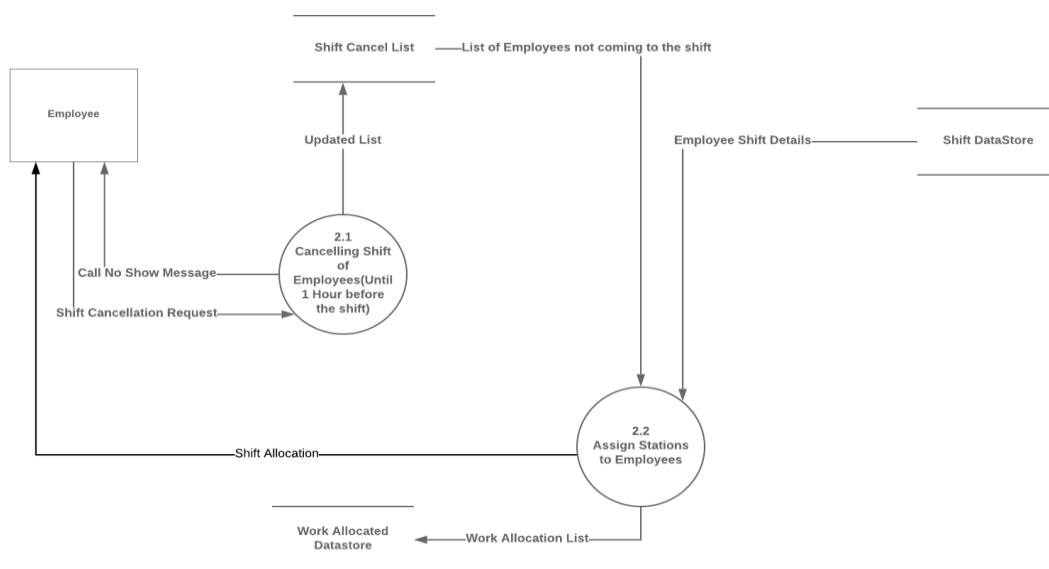 Shift Cancel List
List of Employees not coming to the shift
Employee
Updated List
Employee Shift Details
Shift DataStore
2.1
Cancelling Shift
of
Employees(Until
1 Hour before
the shift)
Call No Show Message
Shift Cancellation Request
2.2
Assign Stations
to Employees
Shift Allocation
Work Allocated
Datastore
Work Allocation List